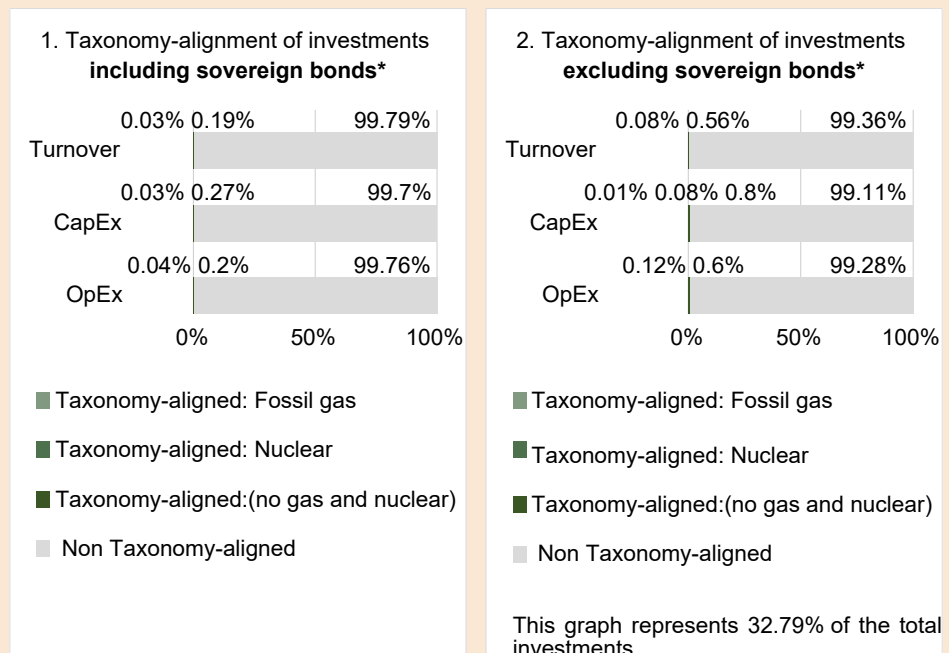 1. Taxonomy-alignment of investments
including sovereign bonds*
0.03% 0.19% 99.79%
Turnover
0.03% 0.27% 99.7%
CapEx
0.04% 0.2% 99.76%
OpEx
0% 50% 100%
Taxonomy-aligned: Fossil gas
Taxonomy-aligned: Nuclear
Taxonomy-aligned:(no gas and nuclear)
Non Taxonomy-aligned
2. Taxonomy-alignment of investments
excluding sovereign bonds*
0.08% 0.56% 99.36%
Turnover
0.01% 0.08% 0.8% 99.11%
CapEx
0.12% 0.6% 99.28%
OpEx
0% 50% 100%
Taxonomy-aligned: Fossil gas
Taxonomy-aligned: Nuclear
Taxonomy-aligned:(no gas and nuclear)
Non Taxonomy-aligned
This graph represents 32.79% of the total
investments